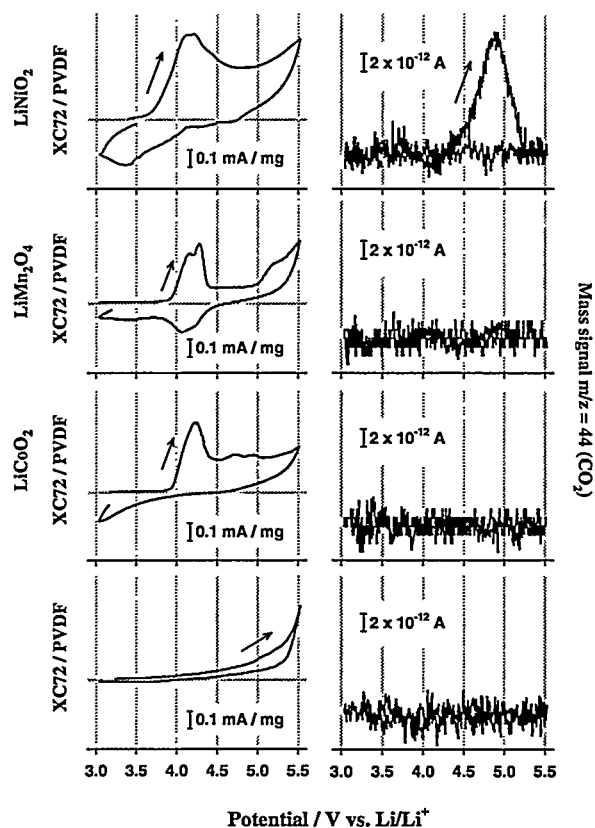 LiNiO2
XC72 / PVDF
0.1 mA / mg
2 x 10-12 A
LiMn2O4
XC72 / PVDF
0.1 mA / mg
2 x 10-12 A
LiCoO2
XC72 / PVDF
0.1 mA / mg
2 x 10-12 A
XC72 / PVDF
0.1 mA / mg
2 x 10-12 A
Mass signal m/z = 44 (CO2)
3.0 3.5 4.0 4.5 5.0 5.5 3.0 3.5 4.0 4.5 5.0 5.5
Potential / V vs. Li/Li+